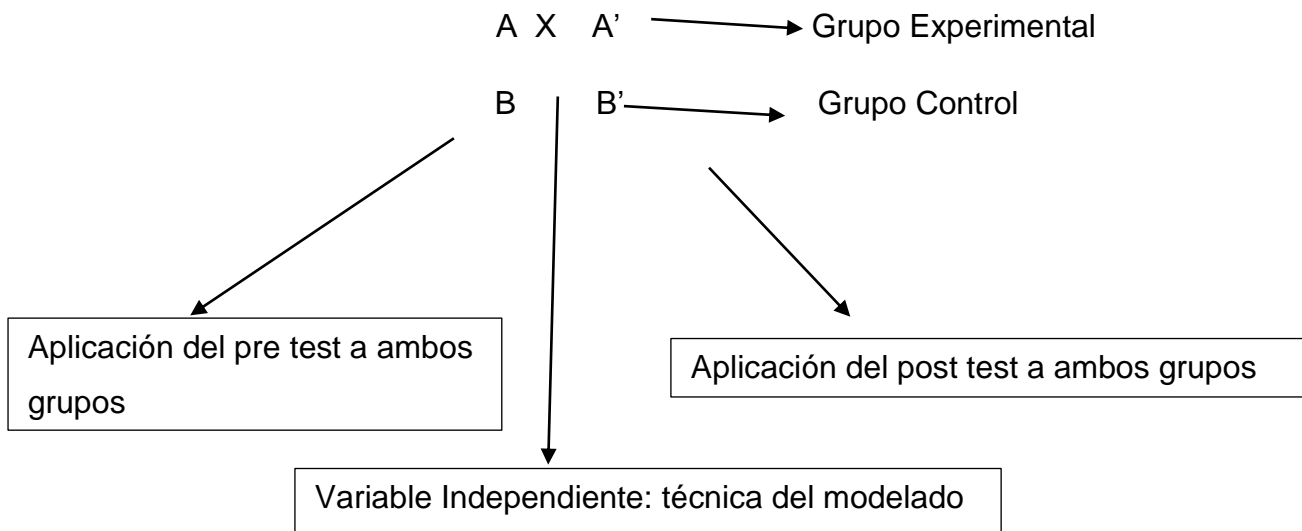 A X A’ Grupo Experimental
B B’ Grupo Control
Aplicación del pre test a ambos
grupos
Aplicación del post test a ambos grupos
Variable Independiente: técnica del modelado